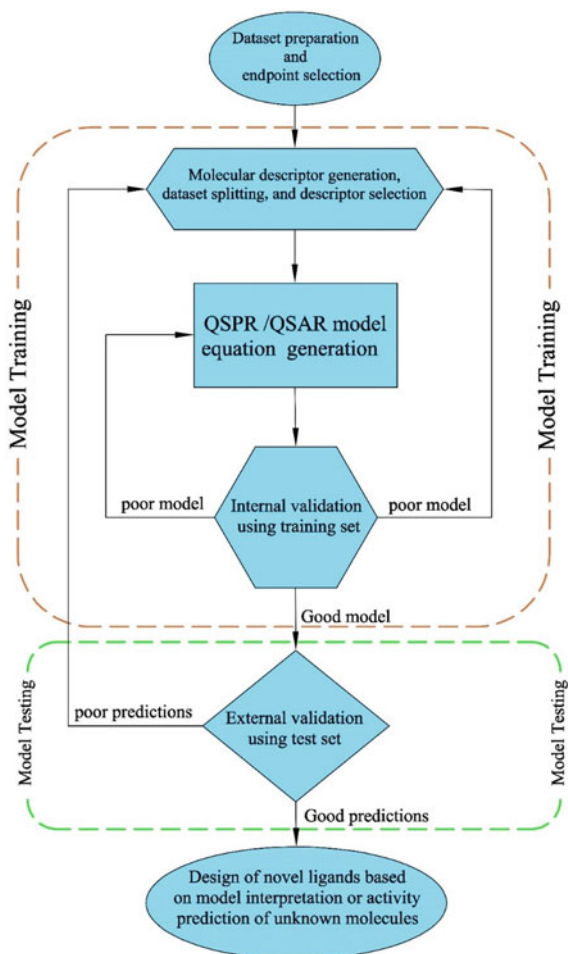 Dataset preparation
and
endpoint selection
Molecular descriptor generation,
dataset splitting, and descriptor selection
Model Training
Model Training
QSPR /QSAR model
equation generation
poor model
Internal validation
using training set
poor model
Good model
Model Testing
Model Testing
poor predictions
External validation
using test set
Good predictions
Design of novel ligands based
on model interpretation or activity
prediction of unknown molecules